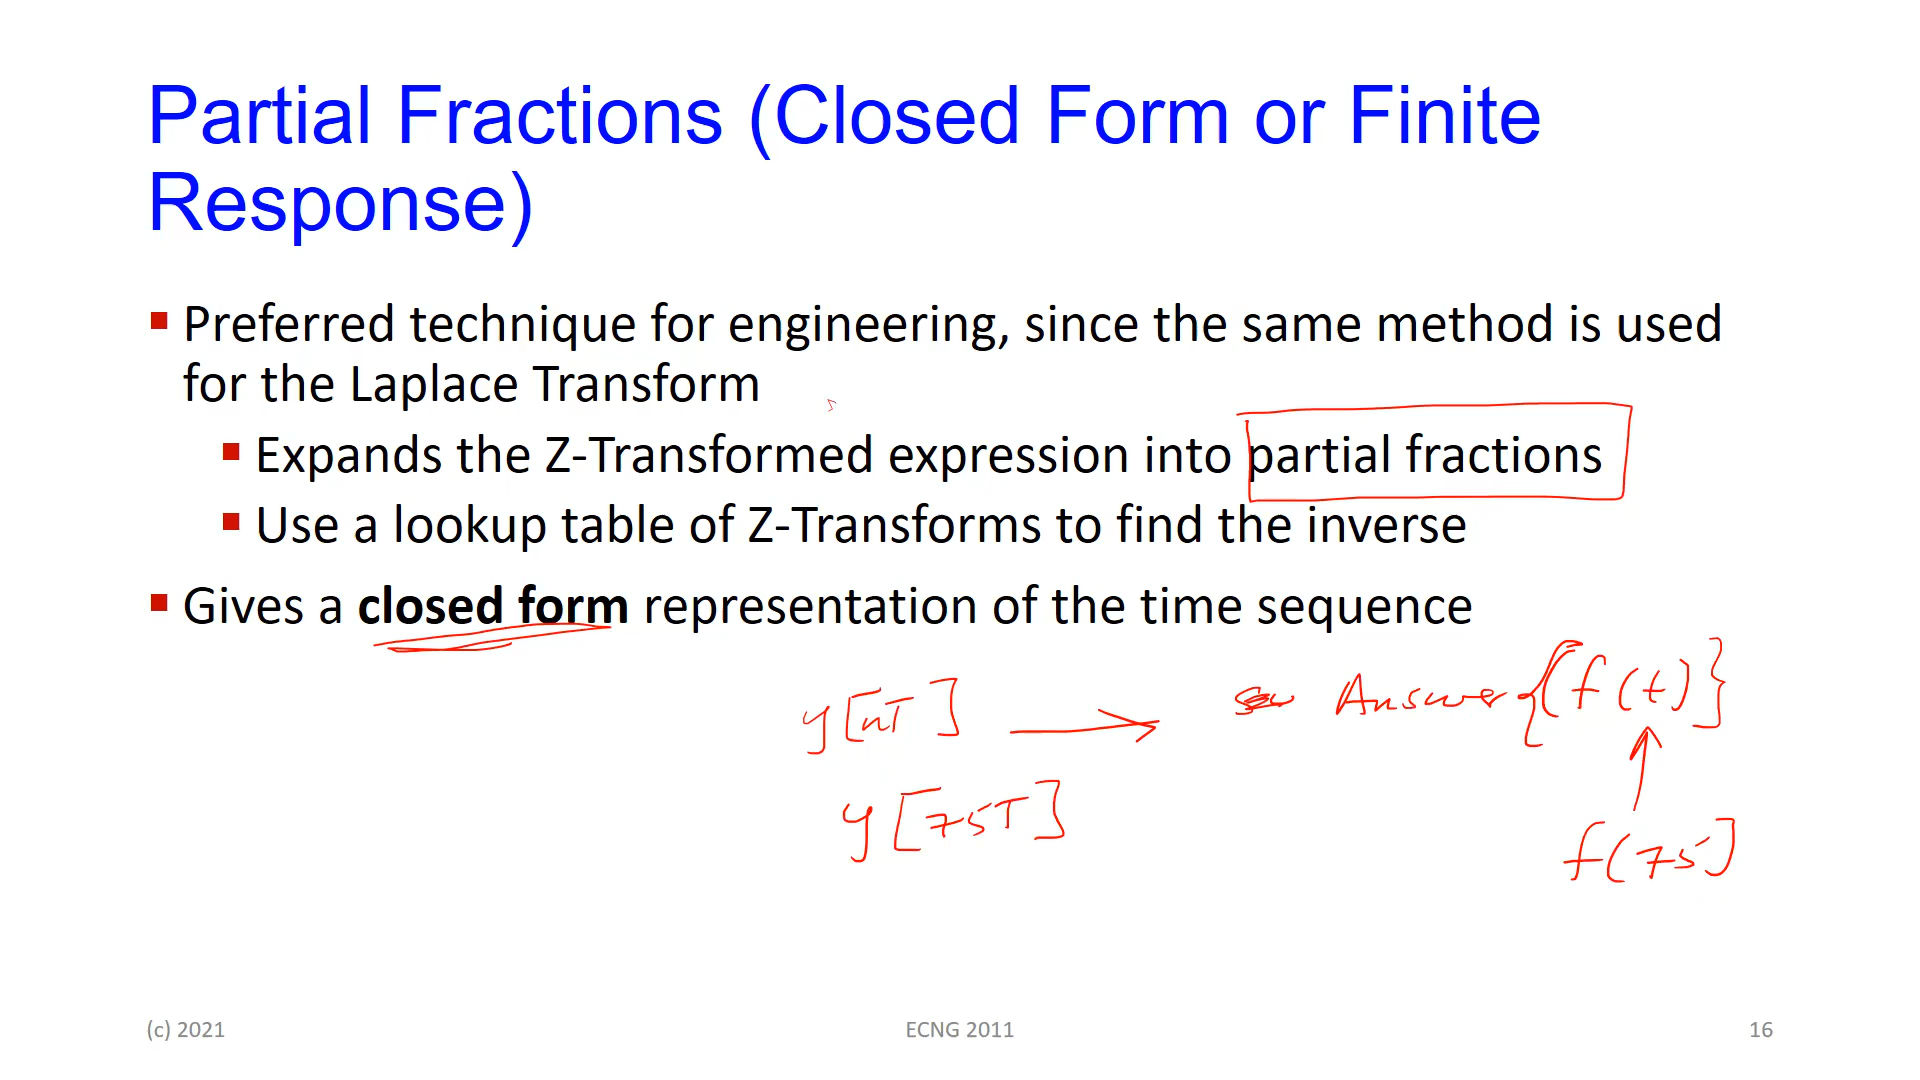 Partial Fractions (Closed Form or Finite
Response)
Preferred technique for engineering, since the same method is used
for the Laplace Transform
Expands the Z-Transformed expression into partial fractions
Use a lookup table of Z-Transforms to find the inverse
Gives a closed form representation of the time sequence
y[nT] → Answer {f(t)}
y[75T]
f(75)
(c) 2021 ECNG 2011 16